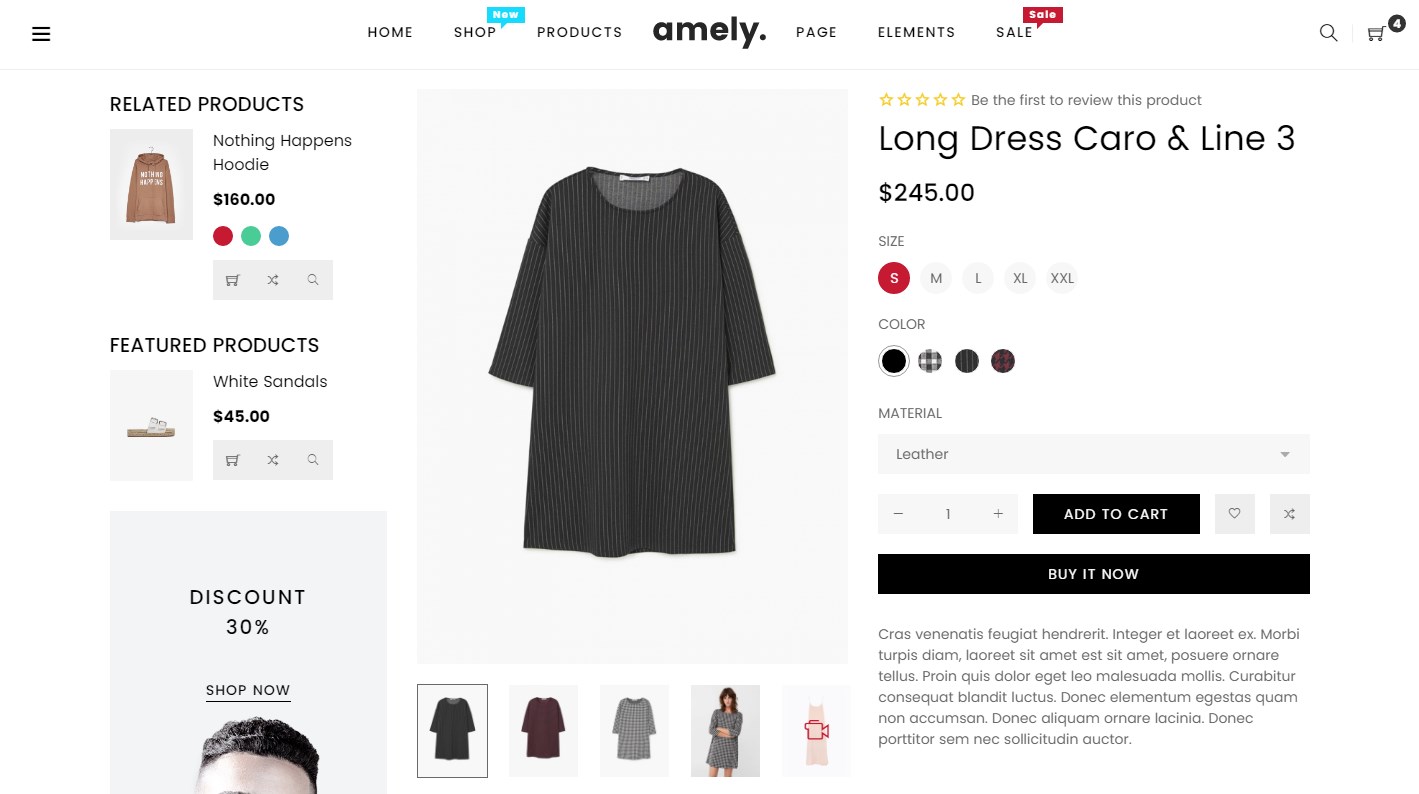 HOME
SHOP
New
PRODUCTS
amely.
PAGE
ELEMENTS
SALE
Sale
4
RELATED PRODUCTS
NOTHING
HAPPENS
Nothing Happens
Hoodie
$160.00
FEATURED PRODUCTS
White Sandals
$45.00
DISCOUNT
30%
SHOP NOW
Be the first to review this product
Long Dress Caro & Line 3
$245.00
SIZE
S M L XL XXL
COLOR
MATERIAL
Leather
− 1 + ADD TO CART
BUY IT NOW
Cras venenatis feugiat hendrerit. Integer et laoreet ex. Morbi
turpis diam, laoreet sit amet est sit amet, posuere ornare
tellus. Proin quis dolor eget leo malesuada mollis. Curabitur
consequat blandit luctus. Donec elementum egestas quam
non accumsan. Donec aliquam ornare lacinia. Donec
porttitor sem nec sollicitudin auctor.